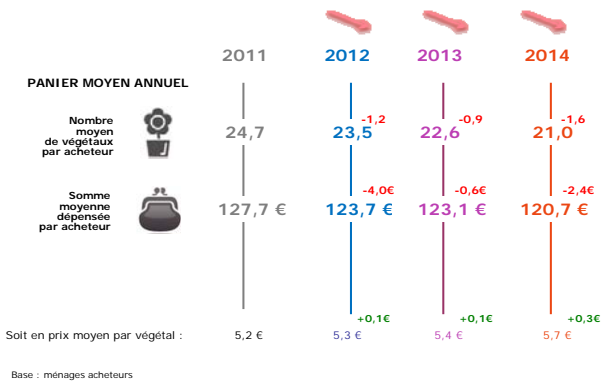 2011 2012 2013 2014
PANIER MOYEN ANNUEL
-1,2 -0,9 -1,6
Nombre
moyen
de végétaux
par acheteur
24,7 23,5 22,6 21,0
-4,0€ -0,6€ -2,4€
Somme
moyenne
dépensée
par acheteur
127,7 € 123,7 € 123,1 € 120,7 €
+0,1€ +0,1€ +0,3€
Soit en prix moyen par végétal : 5,2 € 5,3 € 5,4 € 5,7 €
Base : ménages acheteurs